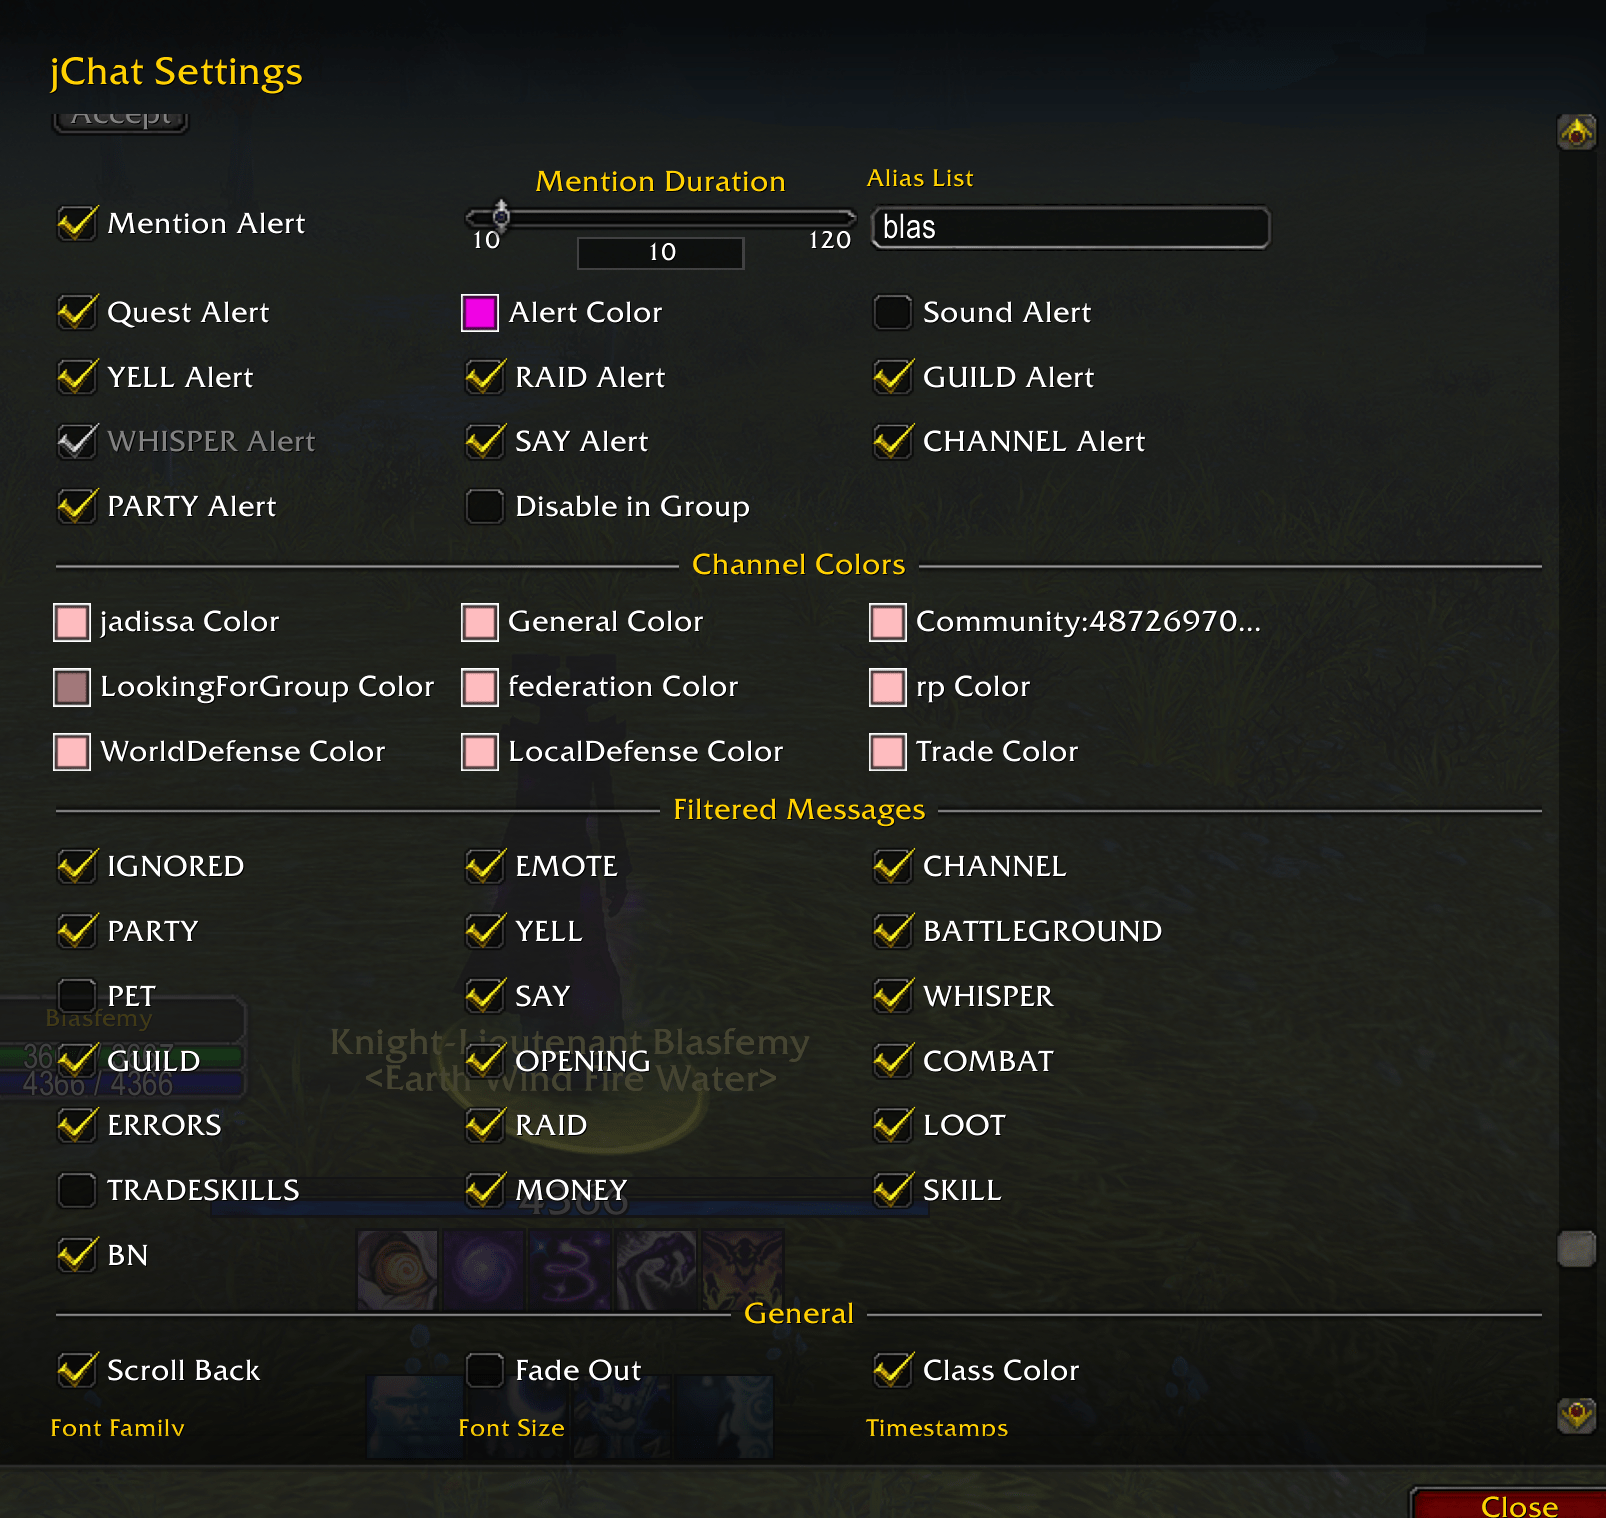 jChat Settings
Accept
Mention Duration
Alias List
Mention Alert
10
120
10
blas
Quest Alert
Alert Color
Sound Alert
YELL Alert
RAID Alert
GUILD Alert
WHISPER Alert
SAY Alert
CHANNEL Alert
PARTY Alert
Disable in Group
Channel Colors
jadissa Color
General Color
Community:48726970...
LookingForGroup Color
federation Color
rp Color
WorldDefense Color
LocalDefense Color
Trade Color
Filtered Messages
IGNORED
EMOTE
CHANNEL
PARTY
YELL
BATTLEGROUND
PET
SAY
WHISPER
Blasfemy
Knight-Lieutenant Blasfemy
GUILD
OPENING
COMBAT
4366 / 4366
<Earth Wind Fire Water>
ERRORS
RAID
LOOT
TRADESKILLS
MONEY
SKILL
4366
BN
General
Scroll Back
Fade Out
Class Color
Font Family
Font Size
Timestamps
Close